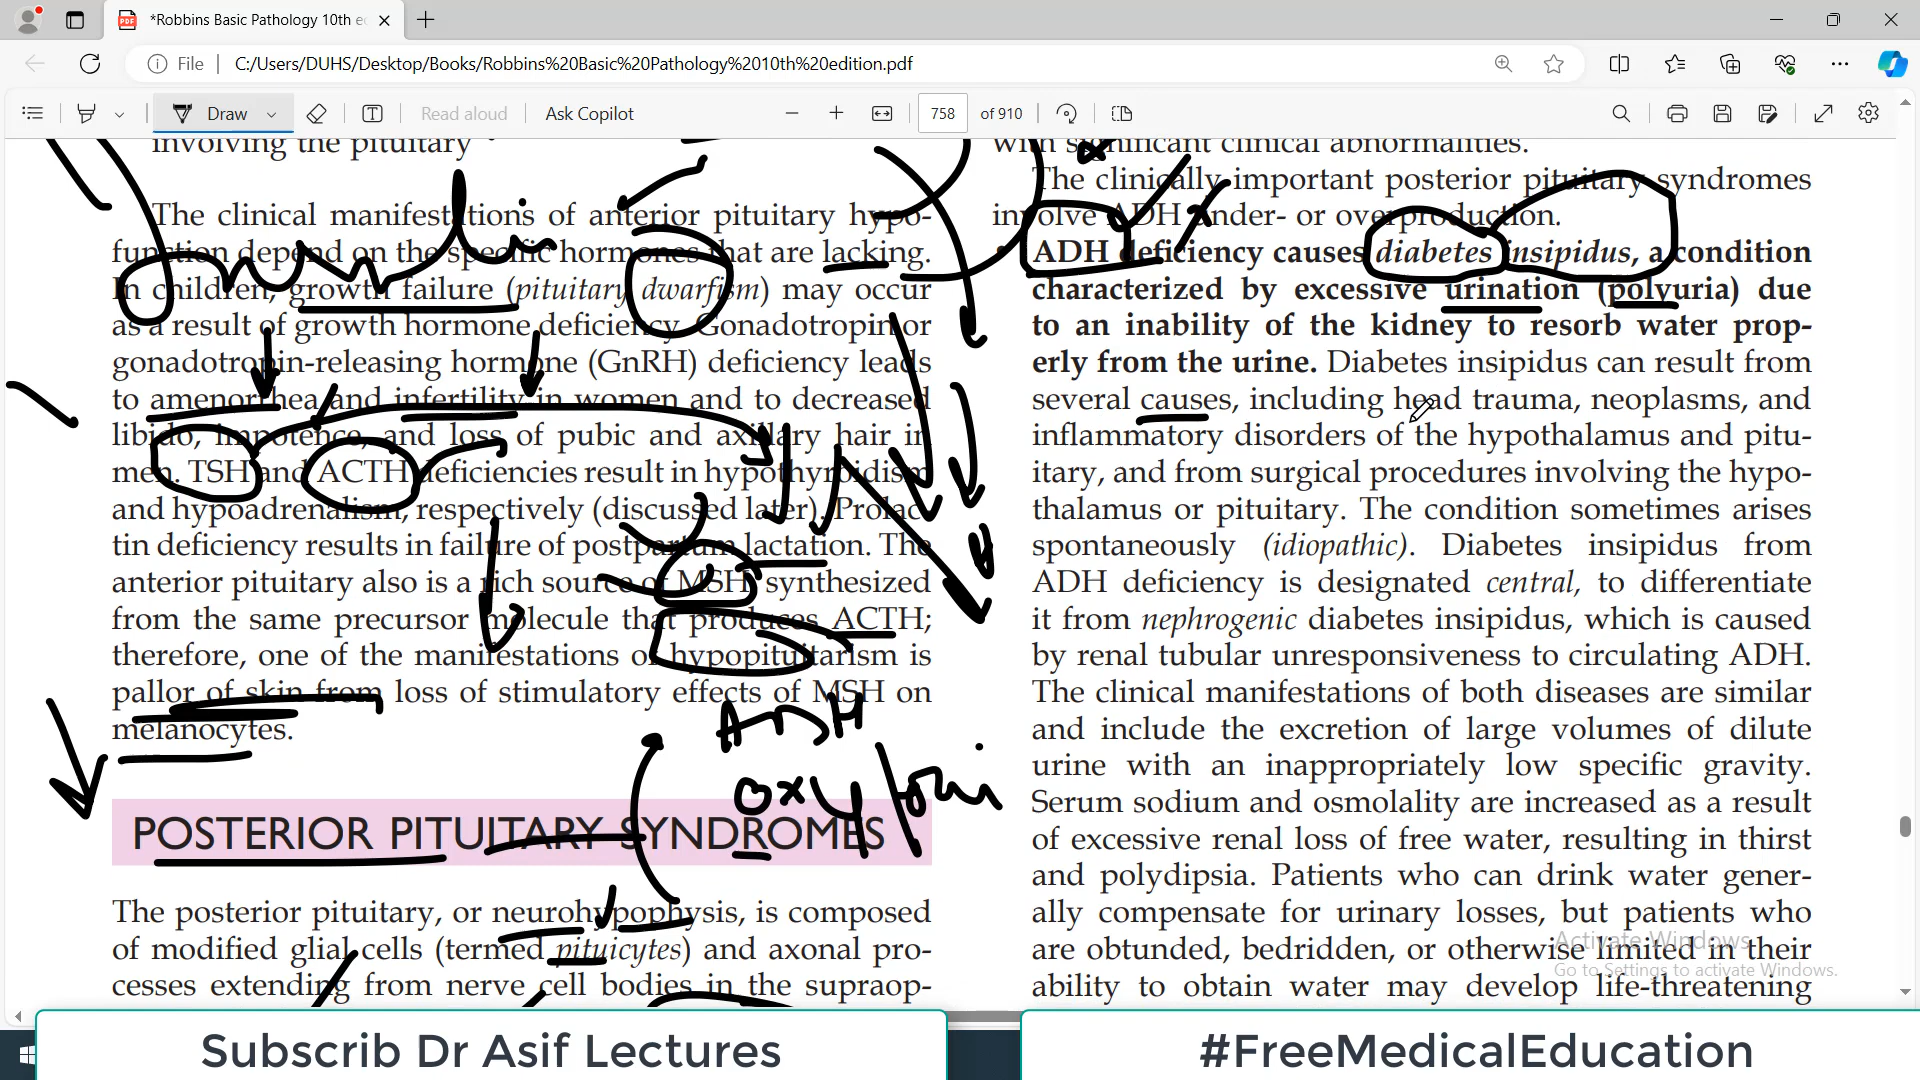 *Robbins Basic Pathology 10th ec
File
C:/Users/DUHS/Desktop/Books/Robbins%20Basic%20Pathology%2010th%20edition.pdf
Draw
Read aloud
Ask Copilot
758 of 910
involving the pituitary
The clinical manifestations of anterior pituitary hypo-
function depend on the specific hormones that are lacking.
In children, growth failure (pituitary dwarfism) may occur
as a result of growth hormone deficiency. Gonadotropin or
gonadotropin-releasing hormone (GnRH) deficiency leads
to amenorrhea and infertility in women and to decreased
libido, impotence, and loss of pubic and axillary hair in
men. TSH and ACTH deficiencies result in hypothyroidism
and hypoadrenalism, respectively (discussed later). Prolac-
tin deficiency results in failure of postpartum lactation. The
anterior pituitary also is a rich source of MSH, synthesized
from the same precursor molecule that produces ACTH;
therefore, one of the manifestations of hypopituitarism is
pallor of skin from loss of stimulatory effects of MSH on
melanocytes.
oxytocin
POSTERIOR PITUITARY SYNDROMES
The posterior pituitary, or neurohypophysis, is composed
of modified glial cells (termed pituicytes) and axonal pro-
cesses extending from nerve cell bodies in the supraop-
with significant clinical abnormalities.
The clinically important posterior pituitary syndromes
involve ADH under- or overproduction.
• ADH deficiency causes diabetes insipidus, a condition
characterized by excessive urination (polyuria) due
to an inability of the kidney to resorb water prop-
erly from the urine. Diabetes insipidus can result from
several causes, including head trauma, neoplasms, and
inflammatory disorders of the hypothalamus and pitu-
itary, and from surgical procedures involving the hypo-
thalamus or pituitary. The condition sometimes arises
spontaneously (idiopathic). Diabetes insipidus from
ADH deficiency is designated central, to differentiate
it from nephrogenic diabetes insipidus, which is caused
by renal tubular unresponsiveness to circulating ADH.
The clinical manifestations of both diseases are similar
and include the excretion of large volumes of dilute
urine with an inappropriately low specific gravity.
Serum sodium and osmolality are increased as a result
of excessive renal loss of free water, resulting in thirst
and polydipsia. Patients who can drink water gener-
ally compensate for urinary losses, but patients who
are obtunded, bedridden, or otherwise limited in their
ability to obtain water may develop life-threatening
Activate Windows
Go to Settings to activate Windows.
Subscrib Dr Asif Lectures
#FreeMedicalEducation